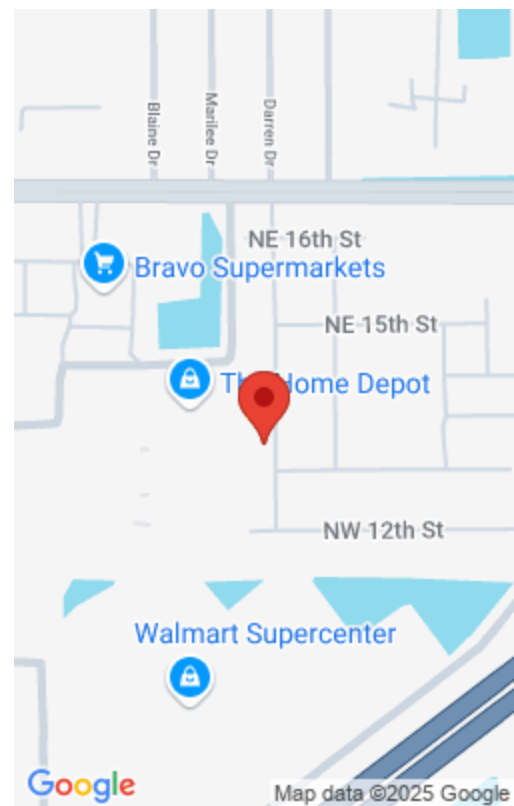 Blaine Dr
Marilee Dr
Darren Dr
NE 16th St
Bravo Supermarkets
NE 15th St
The Home Depot
NW 12th St
Walmart Supercenter
Google
Map data ©2025 Google